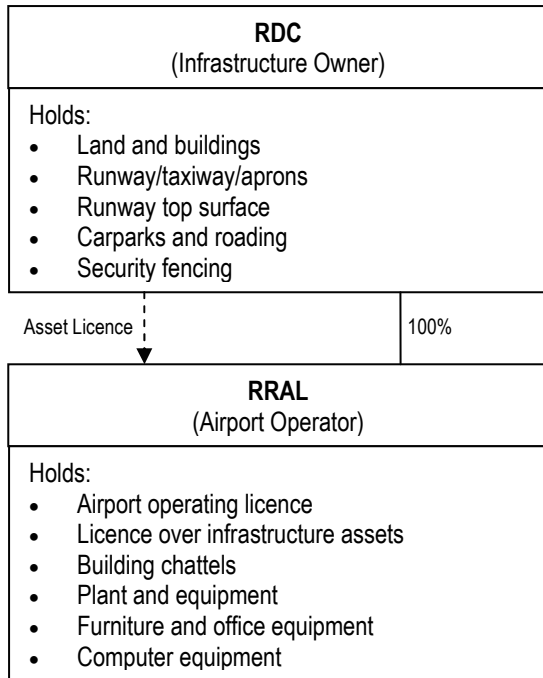 RDC
(Infrastructure Owner)
Holds:
• Land and buildings
• Runway/taxiway/aprons
• Runway top surface
• Carparks and roading
• Security fencing
Asset Licence
100%
RRAL
(Airport Operator)
Holds:
• Airport operating licence
• Licence over infrastructure assets
• Building chattels
• Plant and equipment
• Furniture and office equipment
• Computer equipment